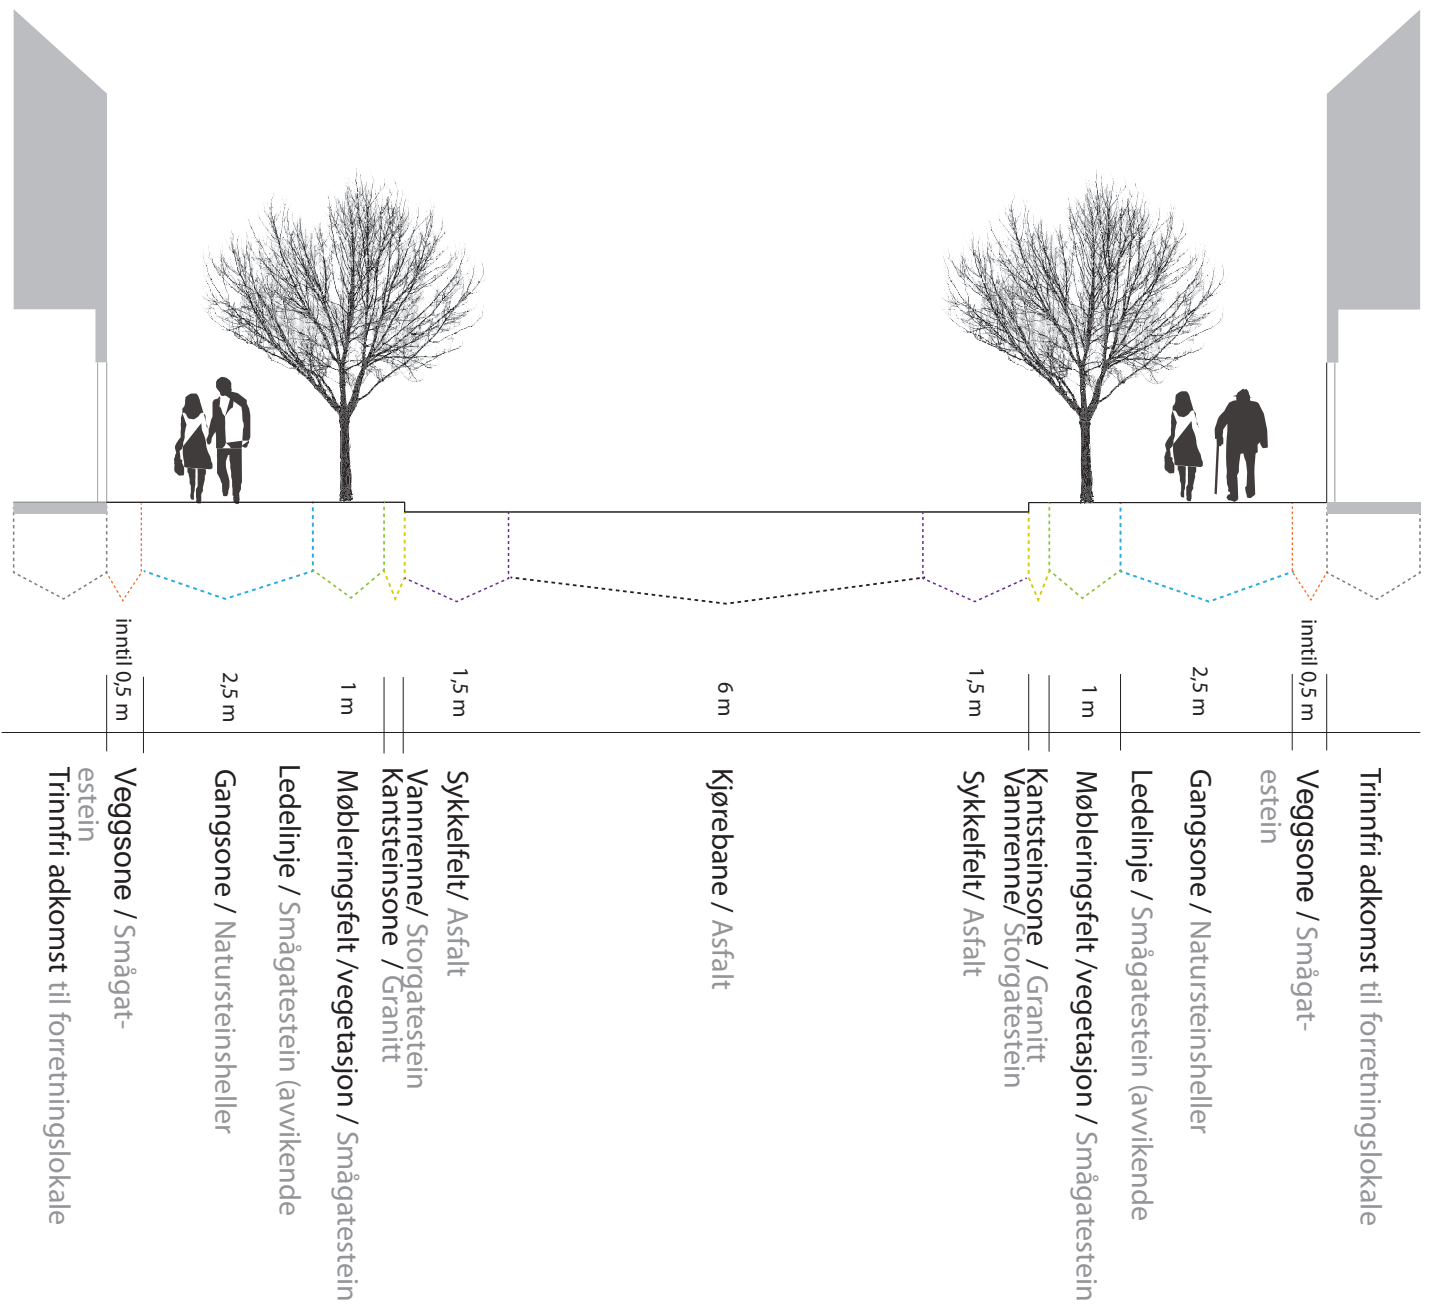 inntil 0,5 m
2,5 m
1 m
1,5 m
6 m
1,5 m
1 m
2,5 m
inntil 0,5 m
Trinnfri adkomst til forretningslokale
Veggsone / Smågat-
estein
Gangsone / Natursteinsheller
Ledelinje / Smågatestein (avvikende
Møbleringsfelt /vegetasjon / Smågatestein
Kantsteinsone / Granitt
Vannrenne/ Storgatestein
Sykkelfelt/ Asfalt
Kjørebane / Asfalt
Sykkelfelt/ Asfalt
Vannrenne/ Storgatestein
Kantsteinsone / Granitt
Møbleringsfelt /vegetasjon / Smågatestein
Ledelinje / Smågatestein (avvikende
Gangsone / Natursteinsheller
Veggsone / Smågat-
estein
Trinnfri adkomst til forretningslokale